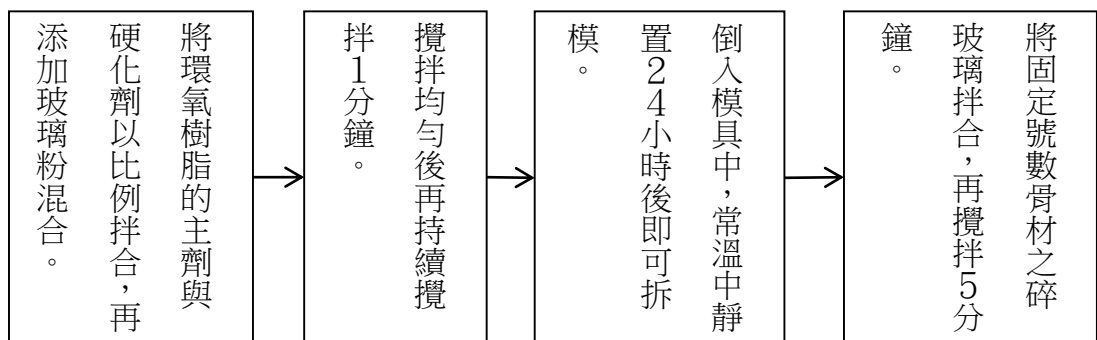 將環氧樹脂的主劑與
硬化劑以比例拌合，再
添加玻璃粉混合。
攪拌均勻後再持續攪
拌1分鐘。
倒入模具中，常溫中靜
置24小時後即可拆
模。
將固定號數骨材之碎
玻璃拌合，再攪拌5分
鐘。